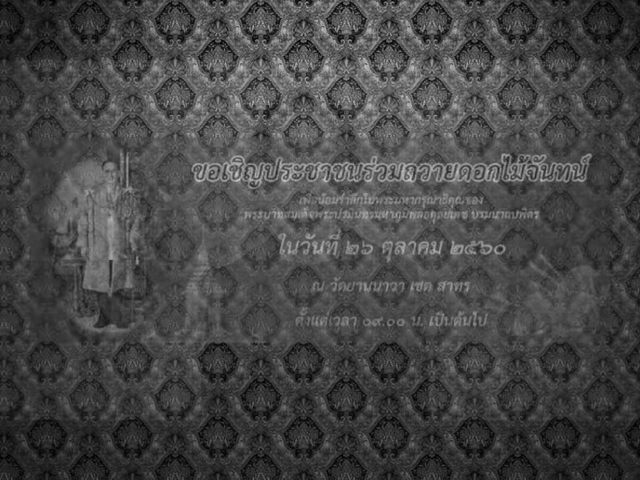 ขอเชิญประชาชนร่วมถวายดอกไม้จันทน์
เพื่อน้อมรำลึกในพระมหากรุณาธิคุณของ
พระบาทสมเด็จพระปรมินทรมหาภูมิพลอดุลยเดช บรมนาถบพิตร
ในวันที่ ๒๖ ตุลาคม ๒๕๖๐
ณ วัดยานนาวา เขต สาทร
ตั้งแต่เวลา ๐๙.๐๐ น. เป็นต้นไป